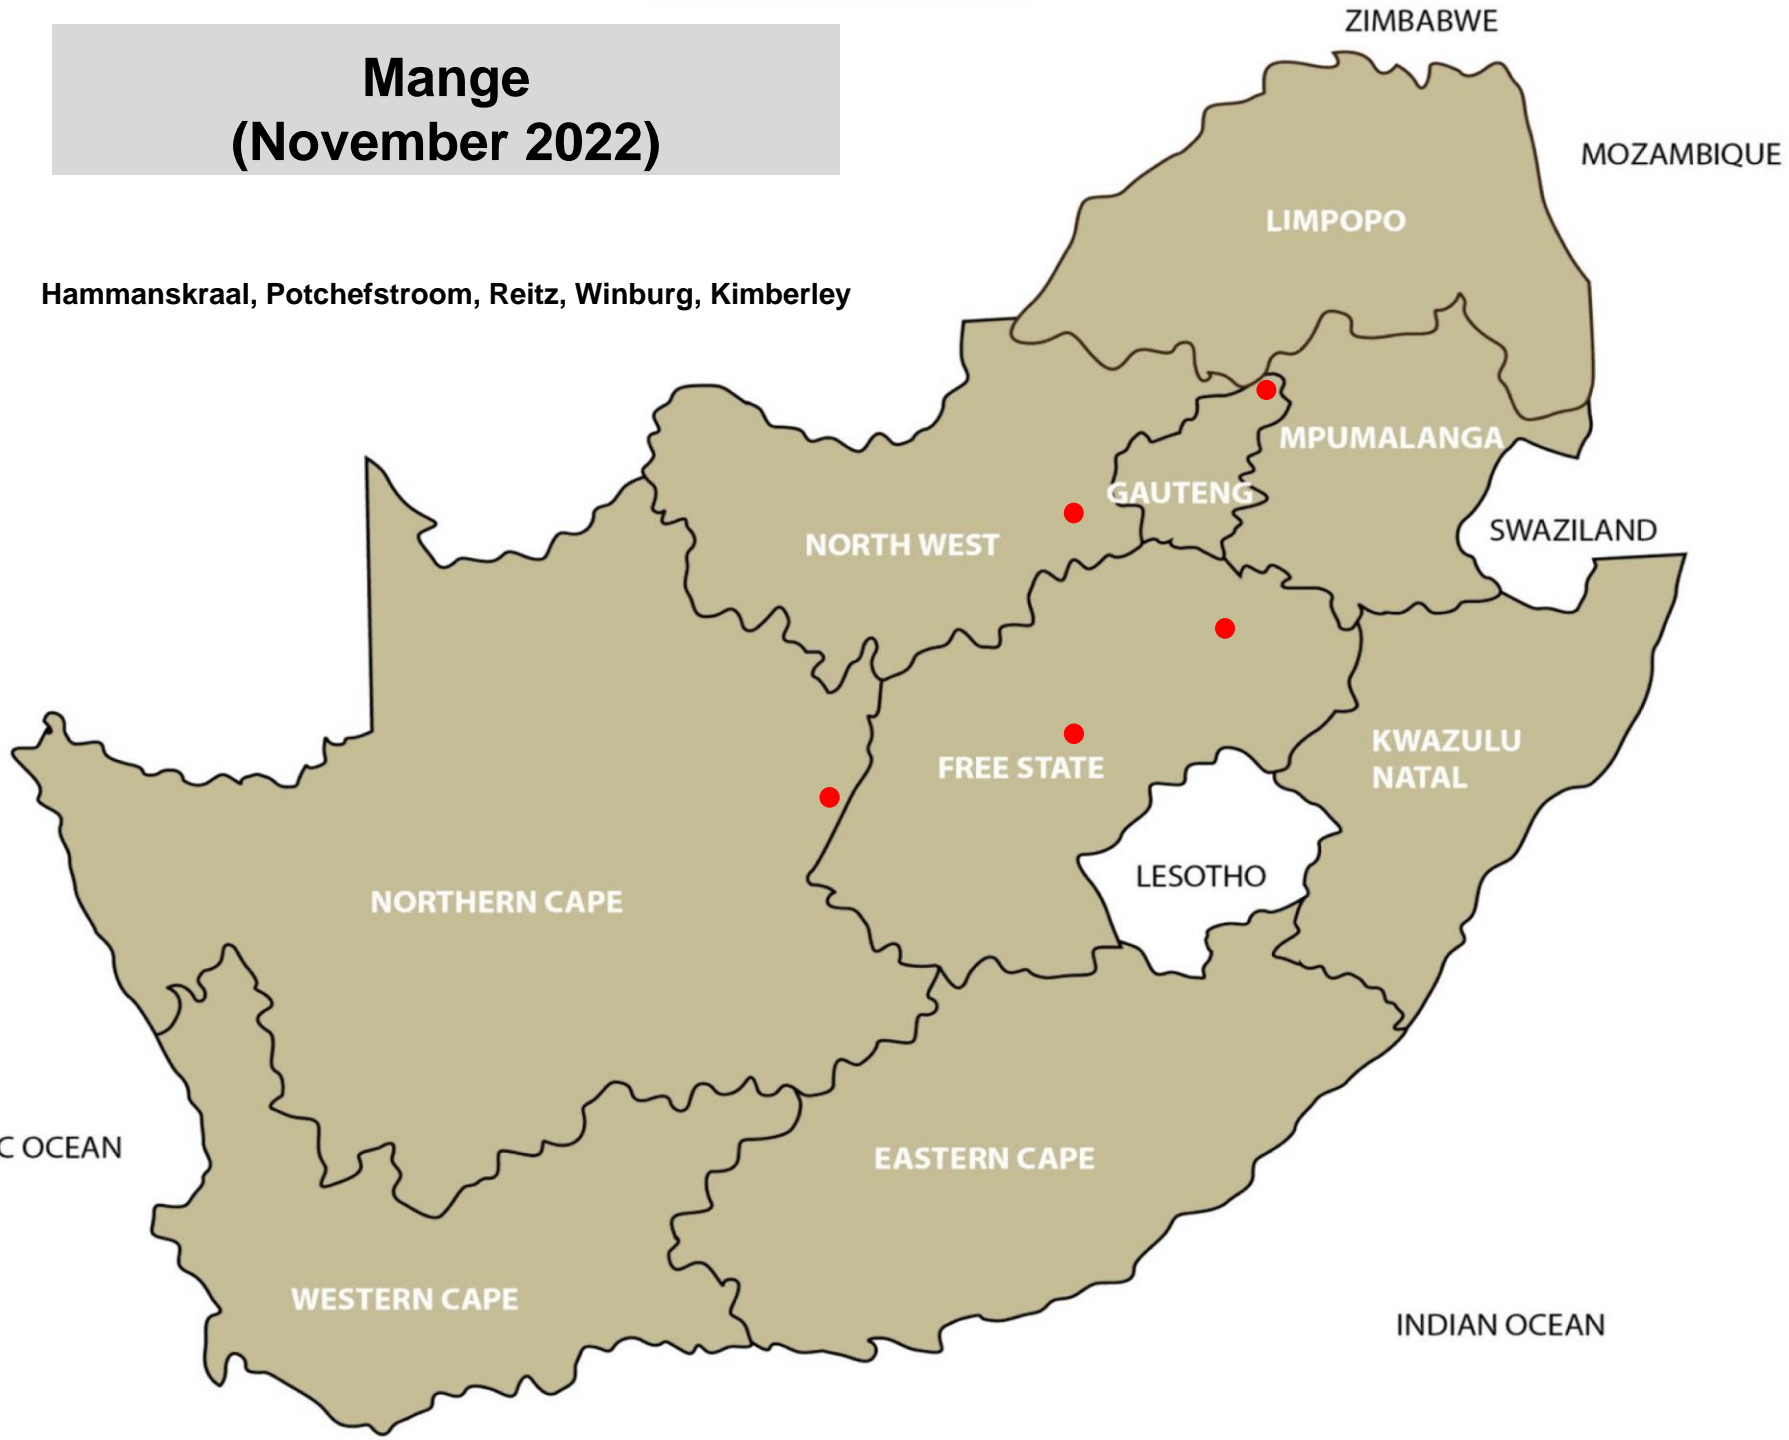 ZIMBABWE
Mange
(November 2022)
MOZAMBIQUE
LIMPOPO
Hammanskraal, Potchefstroom, Reitz, Winburg, Kimberley
MPUMALANGA
GAUTENG
SWAZILAND
NORTH WEST
KWAZULU
NATAL
FREE STATE
LESOTHO
NORTHERN CAPE
C OCEAN
EASTERN CAPE
WESTERN CAPE
INDIAN OCEAN